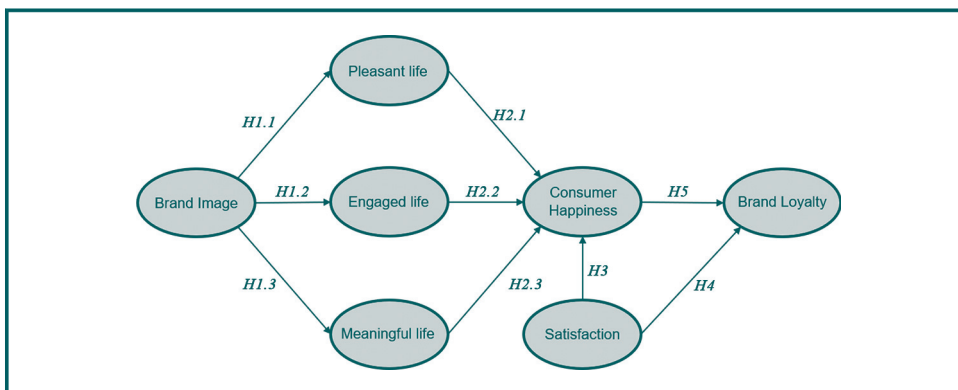 Pleasant life
H1.1
H2.1
Brand Image
H1.2
Engaged life
H2.2
Consumer
Happiness
H5
Brand Loyalty
H1.3
H2.3
H3
H4
Meaningful life
Satisfaction